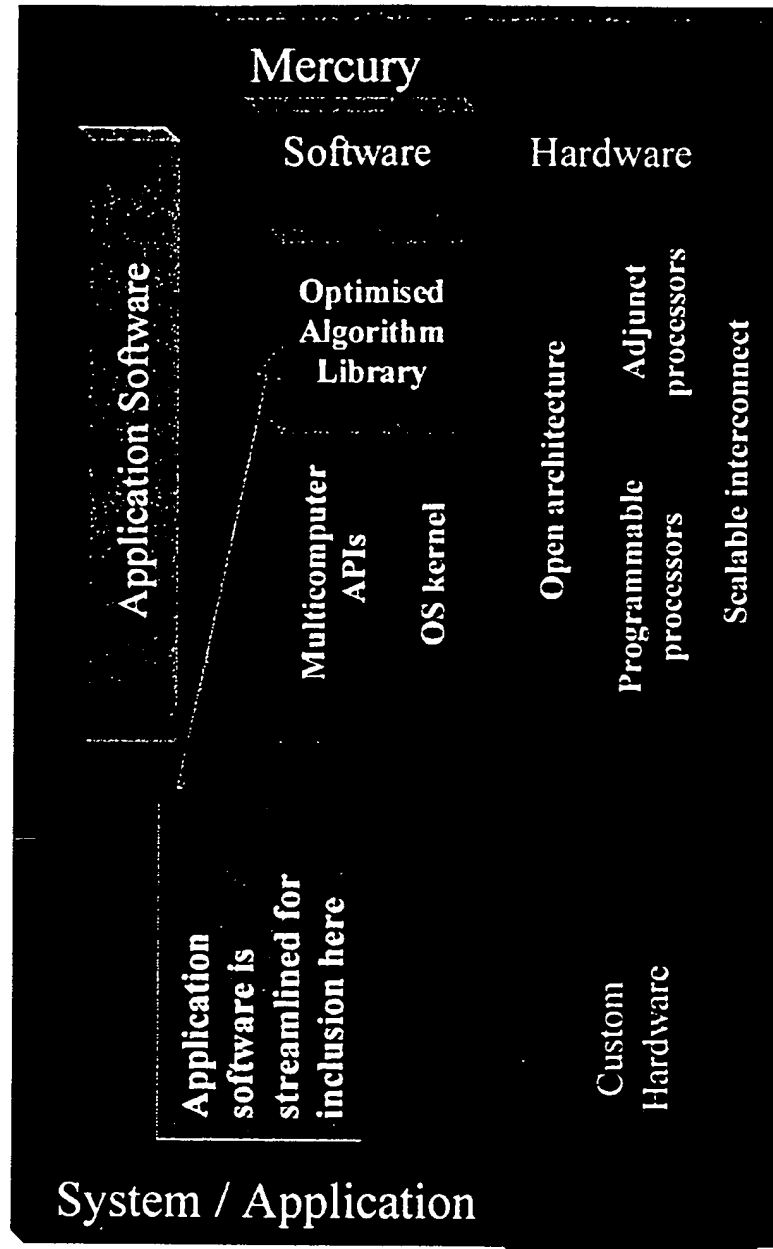 Mercury
Software
Hardware
Application Software
Optimised
Algorithm
Library
Multicomputer
APIs
OS kernel
Open architecture
Programmable
processors
Adjunct
processors
Scalable interconnect
Application
software is
streamlined for
inclusion here
Custom
Hardware
System / Application